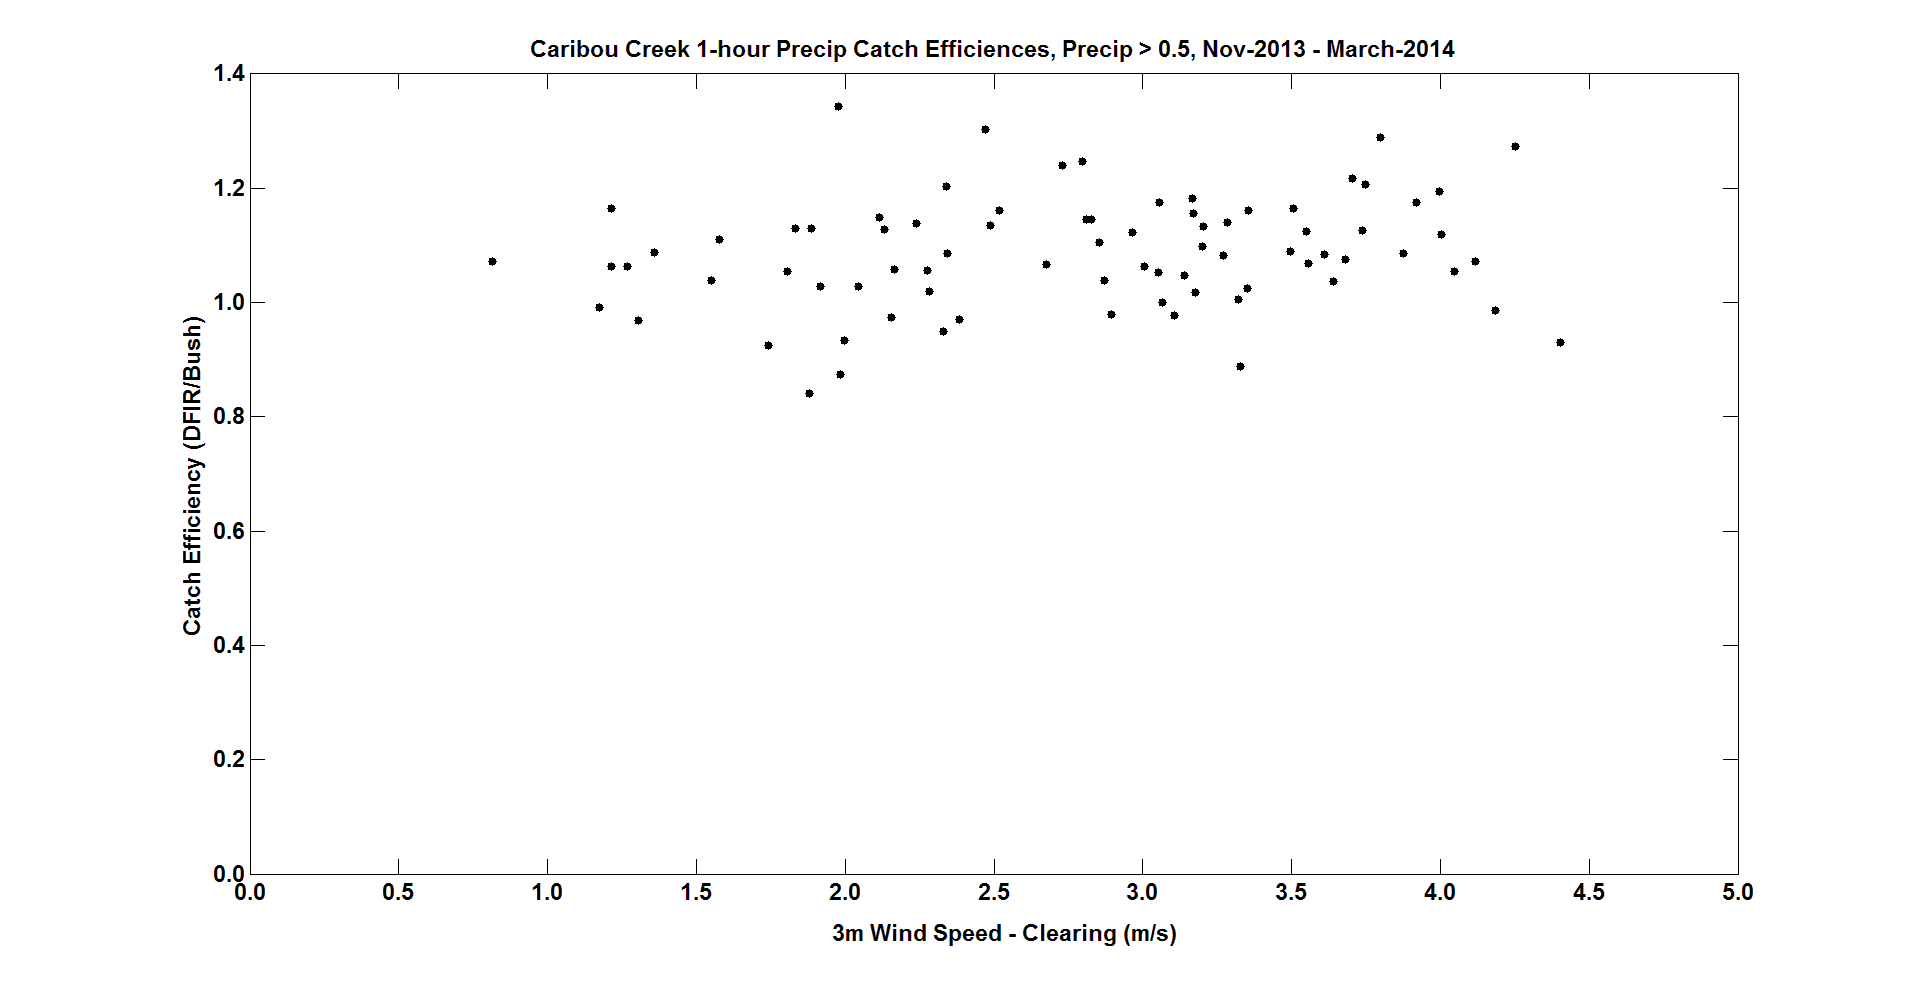 Caribou Creek 1-hour Precip Catch Efficiences, Precip > 0.5, Nov-2013 - March-2014
1.4
1.2
1.0
0.8
0.6
0.4
0.2
0.0
Catch Efficiency (DFIR/Bush)
0.0 0.5 1.0 1.5 2.0 2.5 3.0 3.5 4.0 4.5 5.0
3m Wind Speed - Clearing (m/s)